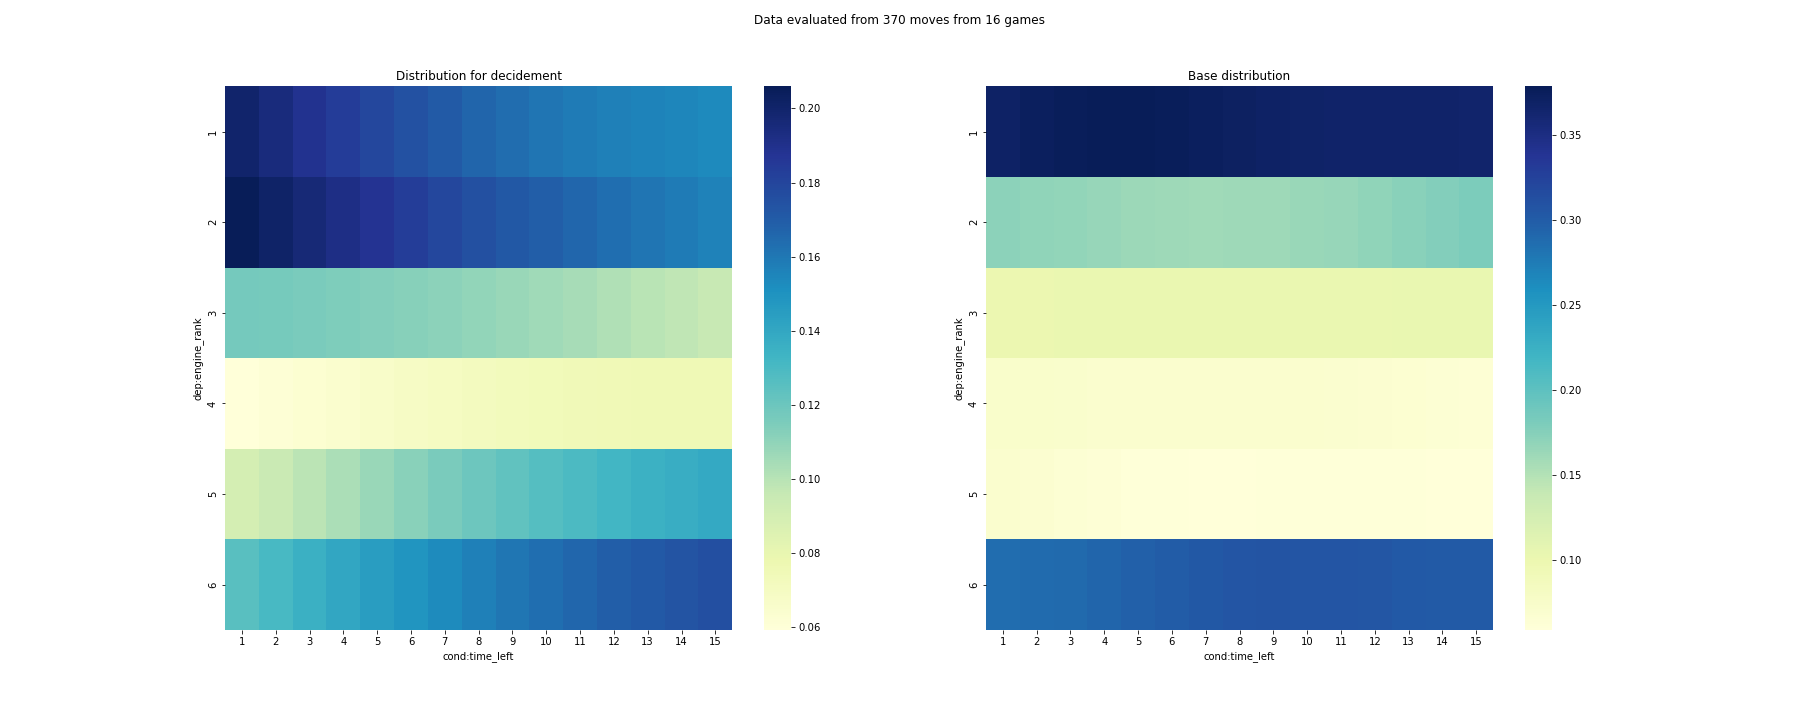 Data evaluated from 370 moves from 16 games
Distribution for decidement
dep:engine_rank
1
2
3
4
5
6
1 2 3 4 5 6 7 8 9 10 11 12 13 14 15
cond:time_left
0.20
0.18
0.16
0.14
0.12
0.10
0.08
0.06
Base distribution
dep:engine_rank
1
2
3
4
5
6
1 2 3 4 5 6 7 8 9 10 11 12 13 14 15
cond:time_left
0.35
0.30
0.25
0.20
0.15
0.10